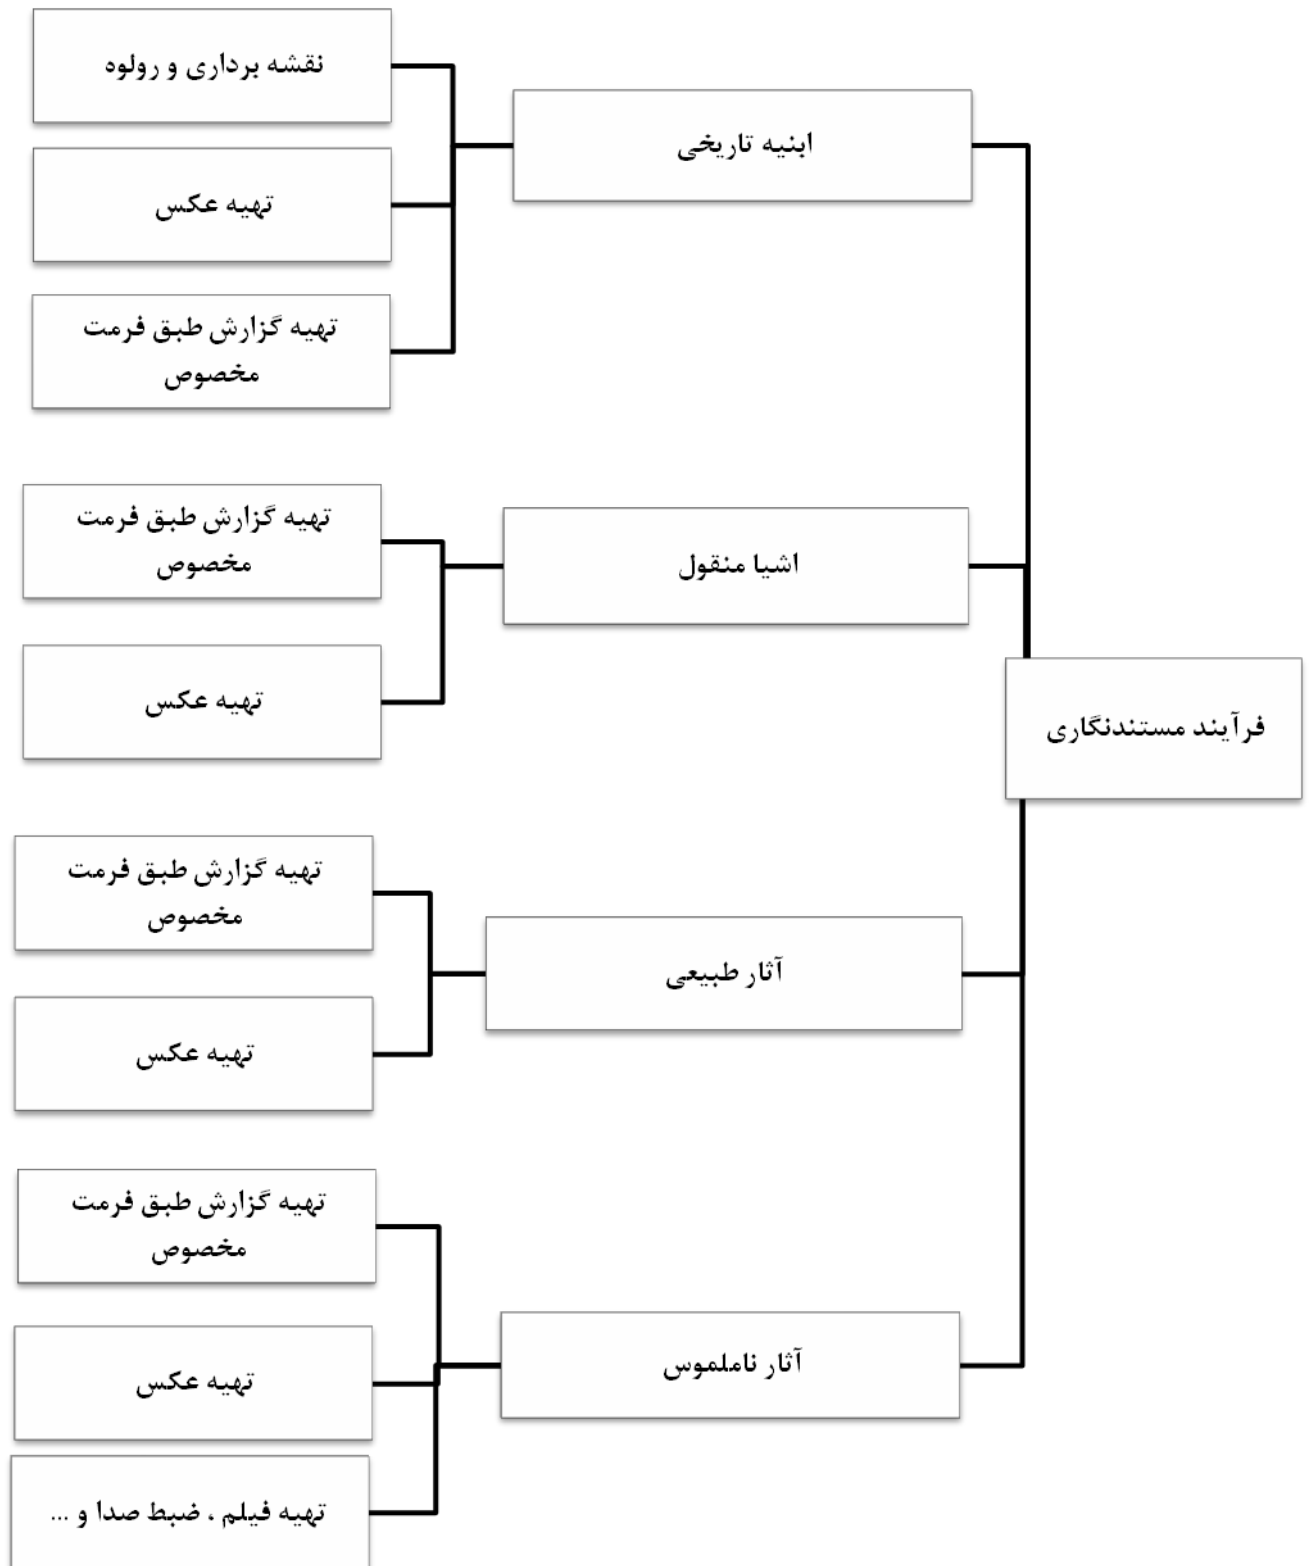 فرآیند مستندنگاری
ابنیه تاریخی
نقشه برداری و رولوه
تهیه عکس
تهیه گزارش طبق فرمت
مخصوص
اشیا منقول
تهیه گزارش طبق فرمت
مخصوص
تهیه عکس
آثار طبیعی
تهیه گزارش طبق فرمت
مخصوص
تهیه عکس
آثار ناملموس
تهیه گزارش طبق فرمت
مخصوص
تهیه عکس
تهیه فیلم ، ضبط صدا و ...